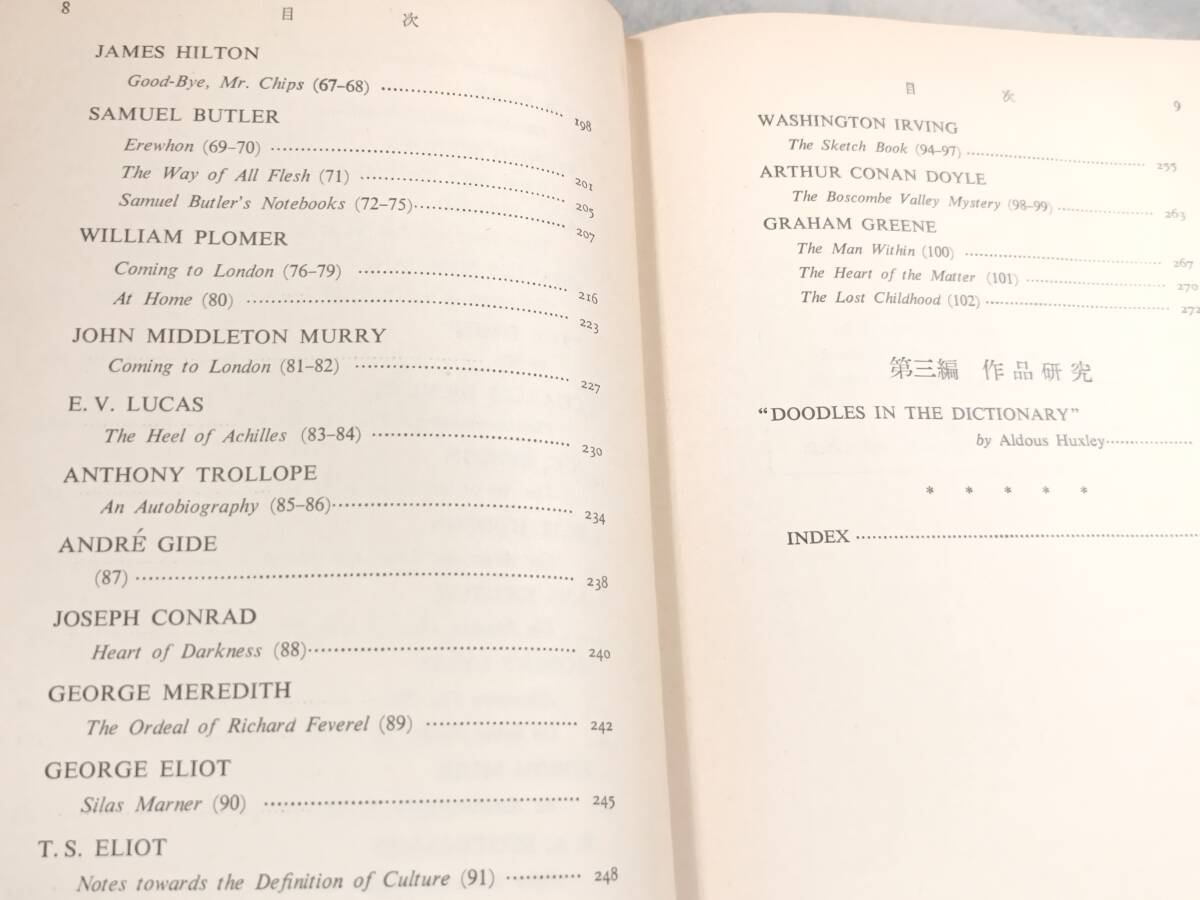 8
目 次
JAMES HILTON
Good-Bye, Mr. Chips (67–68) 198
SAMUEL BUTLER
Erewhon (69–70) 201
The Way of All Flesh (71) 205
Samuel Butler's Notebooks (72–75) 207
WILLIAM PLOMER
Coming to London (76–79) 216
At Home (80) 223
JOHN MIDDLETON MURRY
Coming to London (81–82) 227
E. V. LUCAS
The Heel of Achilles (83–84) 230
ANTHONY TROLLOPE
An Autobiography (85–86) 234
ANDRÉ GIDE
(87) 238
JOSEPH CONRAD
Heart of Darkness (88) 240
GEORGE MEREDITH
The Ordeal of Richard Feverel (89) 242
GEORGE ELIOT
Silas Marner (90) 245
T. S. ELIOT
Notes towards the Definition of Culture (91) 248
目 次
9
WASHINGTON IRVING
The Sketch Book (94–97) 255
ARTHUR CONAN DOYLE
The Boscombe Valley Mystery (98–99) 263
GRAHAM GREENE
The Man Within (100) 267
The Heart of the Matter (101) 270
The Lost Childhood (102) 272
第三編 作品研究
“DOODLES IN THE DICTIONARY”
by Aldous Huxley
* * * * *
INDEX